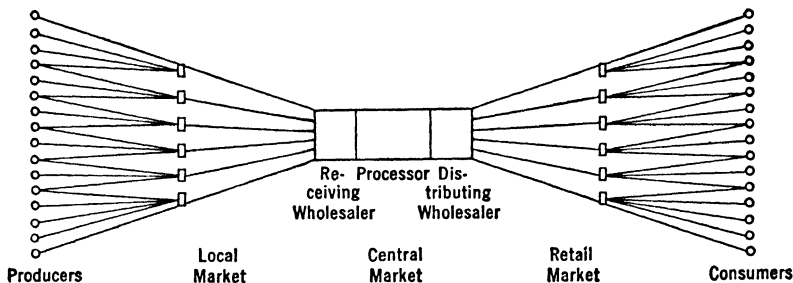 Re-
ceiving
Wholesaler
Processor
Dis-
tributing
Wholesaler
Producers
Local
Market
Central
Market
Retail
Market
Consumers